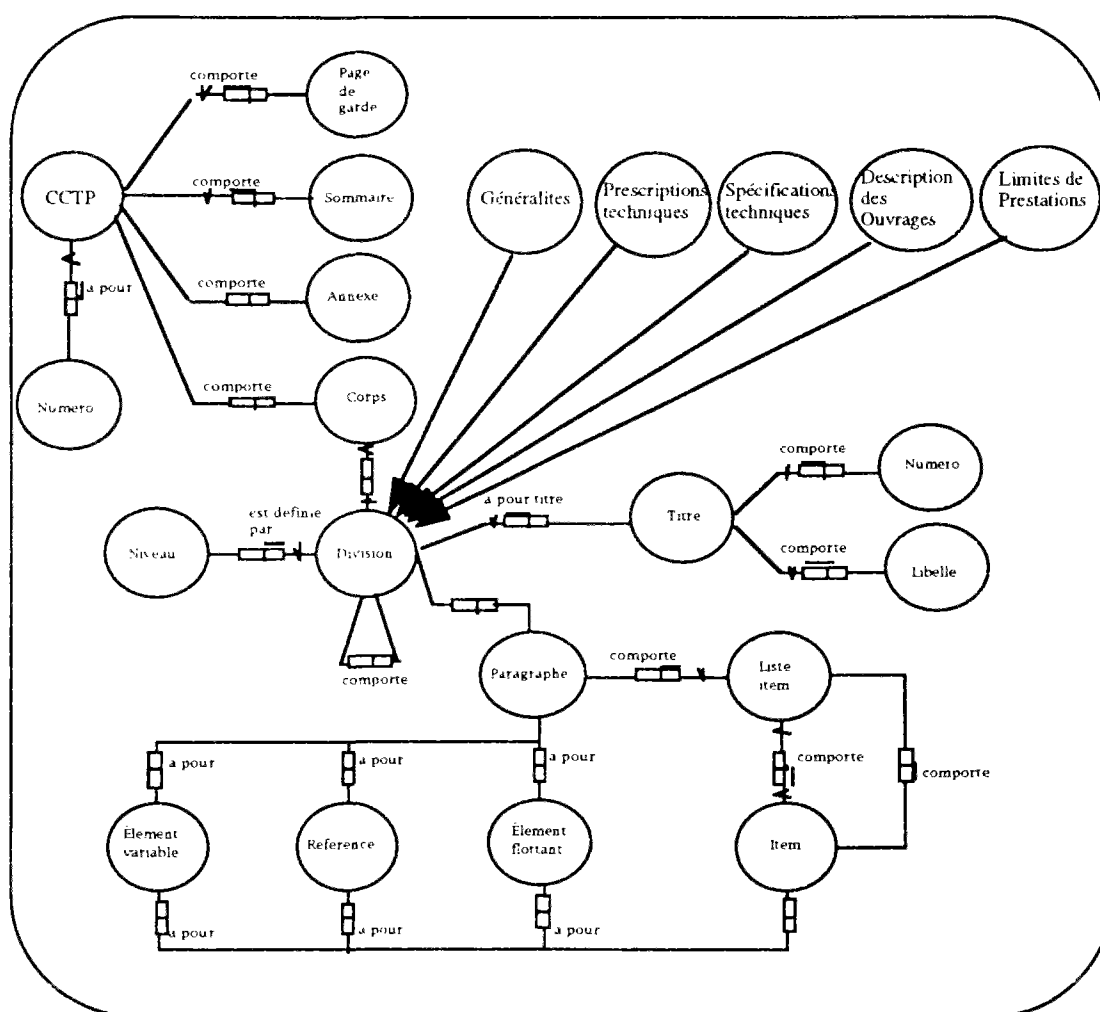 comporte
Page
de
garde
CCTP
comporte
Sommaire
a pour
comporte
Annexe
Numero
comporte
Corps
Généralites
Prescriptions
techniques
Spécifications
techniques
Description
des
Ouvrages
Limites de
Prestations
est definie
par
Niveau
Division
comporte
a pour titre
Titre
comporte
Numero
comporte
Libelle
Paragraphe
comporte
Liste
item
comporte
comporte
a pour
a pour
a pour
Élement
variable
Reference
Élement
flottant
Item
a pour
a pour
a pour